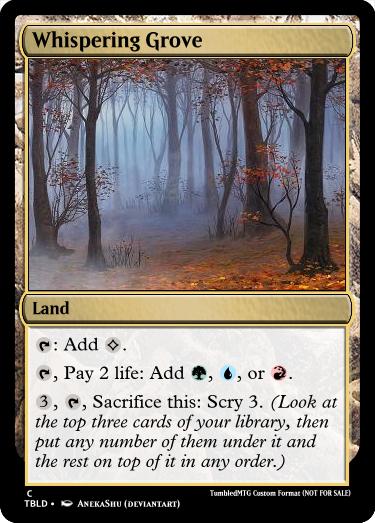 Whispering Grove
Land
: Add .
, Pay 2 life: Add , , or .
3, , Sacrifice this: Scry 3. (Look at
the top three cards of your library, then
put any number of them under it and
the rest on top of it in any order.)
C
TBLD • AnekaShu (deviantart)
TumbledMTG Custom Format (NOT FOR SALE)